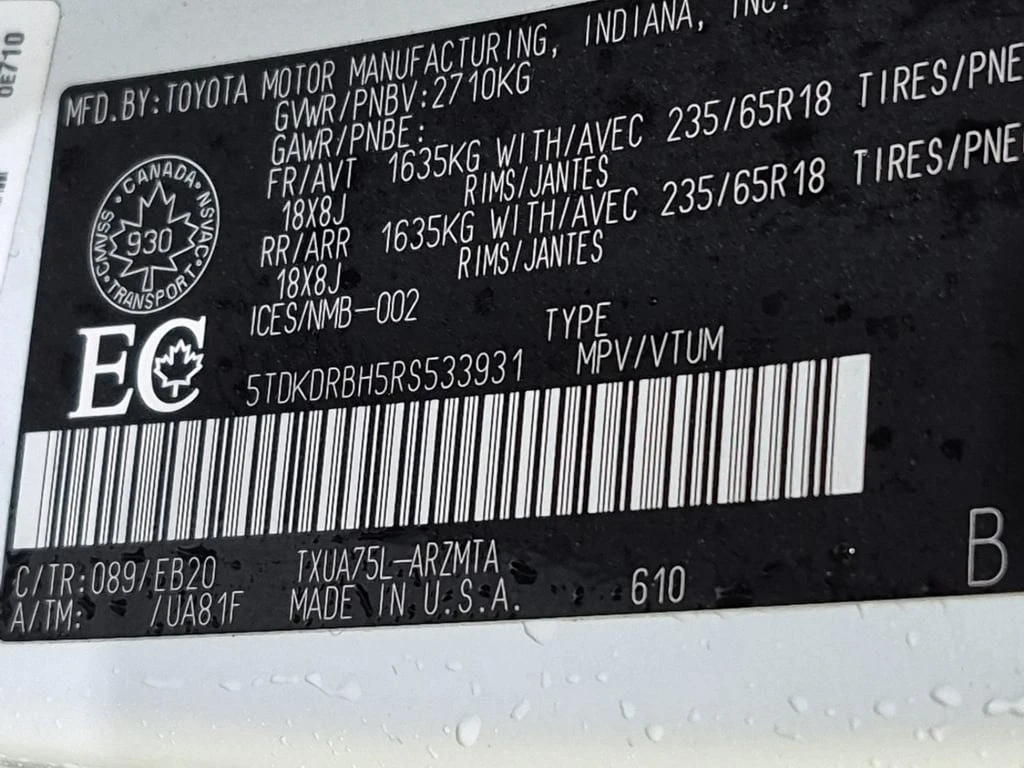 0E710
MFD.BY:TOYOTA MOTOR MANUFACTURING, INDIANA, INC.
GVWR/PNBV:2710KG
GAWR/PNBE:
FR/AVT 1635KG WITH/AVEC 235/65R18 TIRES/PNE
18X8J RIMS/JANTES
RR/ARR 1635KG WITH/AVEC 235/65R18 TIRES/PNE
18X8J RIMS/JANTES
ICES/NMB-002
CANADA
CMVSS 930 NSVAC
TRANSPORT
EC
TYPE
5TDKDRBH5RS533931 MPV/VTUM
C/TR:089/EB20 TXUA75L-ARZMTA
A/TM: /UA81F MADE IN U.S.A. 610
B